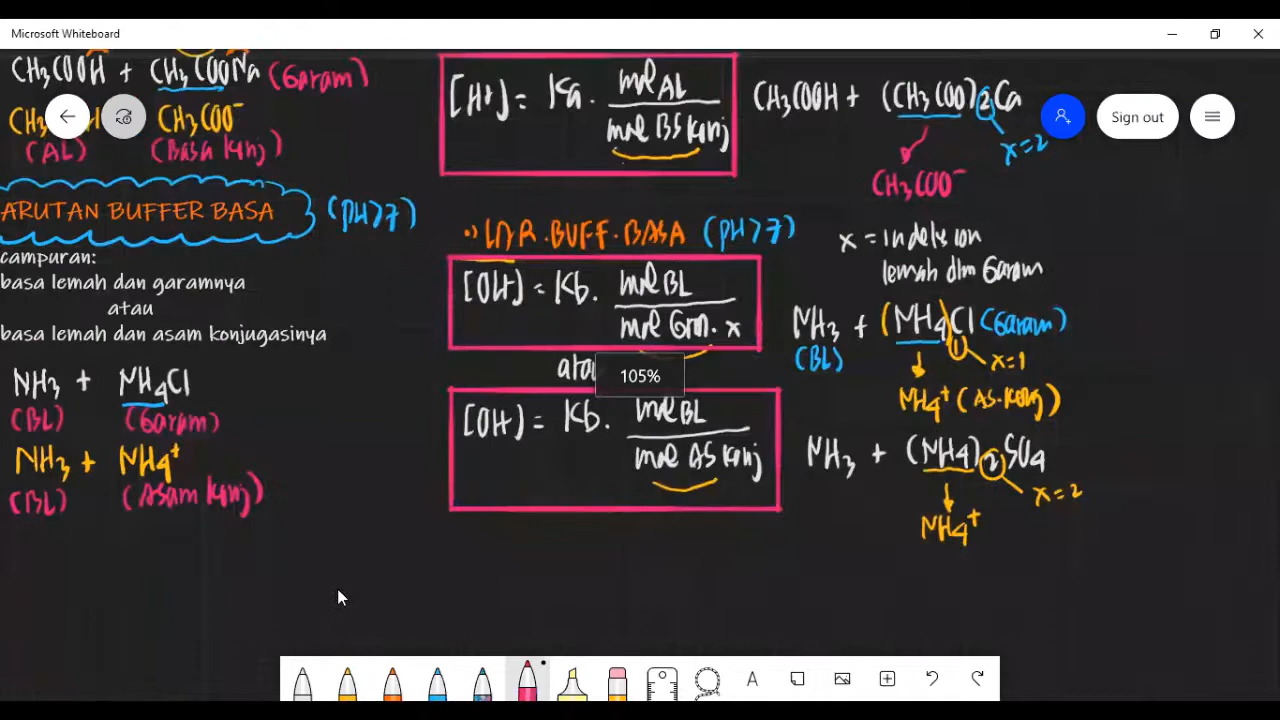 Microsoft Whiteboard
CH3COOH + CH3COONa (Garam)
CH3COO-
(AL) (Basa konj)
ARUTAN BUFFER BASA (PH>7)
campuran:
basa lemah dan garamnya
atau
basa lemah dan asam konjugasinya
NH3 + NH4Cl
(BL) (Garam)
NH3 + NH4+
(BL) (Asam konj)
[H+] = Ka. mol AL
mol BS konj
LAR. BUFF. BASA (PH>7)
[OH-] = Kb. mol BL
mol Grm. x
105%
[OH-] = Kb. mol BL
mol AS konj
CH3COOH + (CH3COO)2Ca
x=2
CH3COO-
x = indeks ion
lemah dlm Garam
NH3 + (NH4)Cl (Garam)
(BL) 1 x=1
NH4+ (As. konj)
NH3 + (NH4)2SO4
x=2
NH4+
Sign out